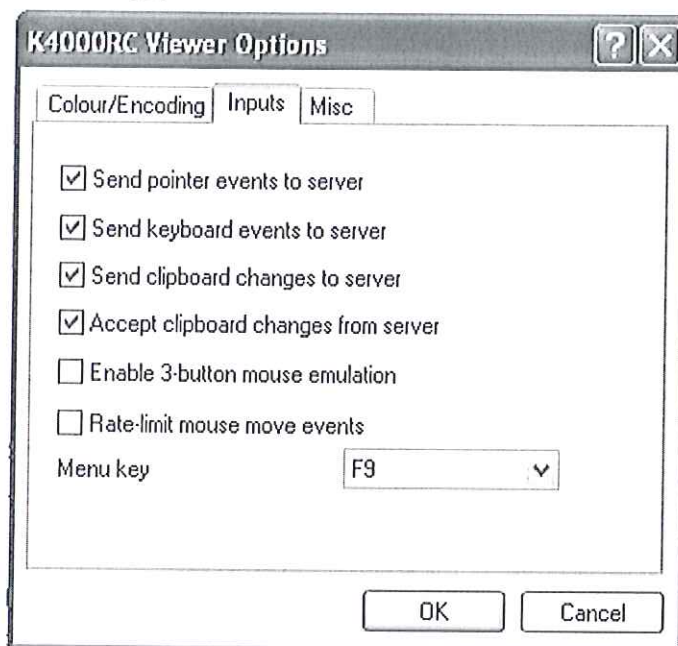 K4000RC Viewer Options
Colour/Encoding Inputs Misc
Send pointer events to server
Send keyboard events to server
Send clipboard changes to server
Accept clipboard changes from server
Enable 3-button mouse emulation
Rate-limit mouse move events
Menu key F9
OK Cancel